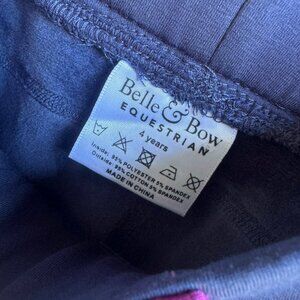 Belle & Bow
EQUESTRIAN
4 years
Inside: 95% POLYESTER 5% SPANDEX
Outside: 95% COTTON 5% SPANDEX
MADE IN CHINA